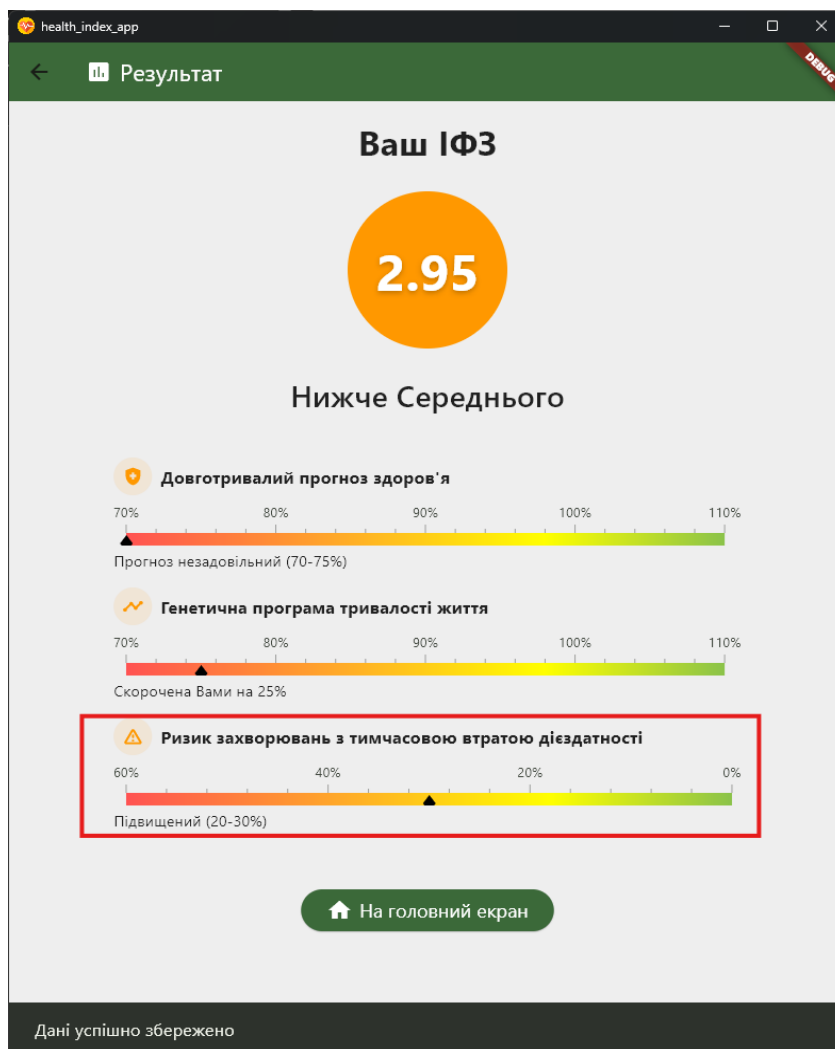 health_index_app
DEBUG
Результат
Ваш ІФЗ
2.95
Нижче Середнього
Довготривалий прогноз здоров'я
70% 80% 90% 100% 110%
Прогноз незадовільний (70-75%)
Генетична програма тривалості життя
70% 80% 90% 100% 110%
Скорочена Вами на 25%
Ризик захворювань з тимчасовою втратою дієздатності
60% 40% 20% 0%
Підвищений (20-30%)
На головний екран
Дані успішно збережено